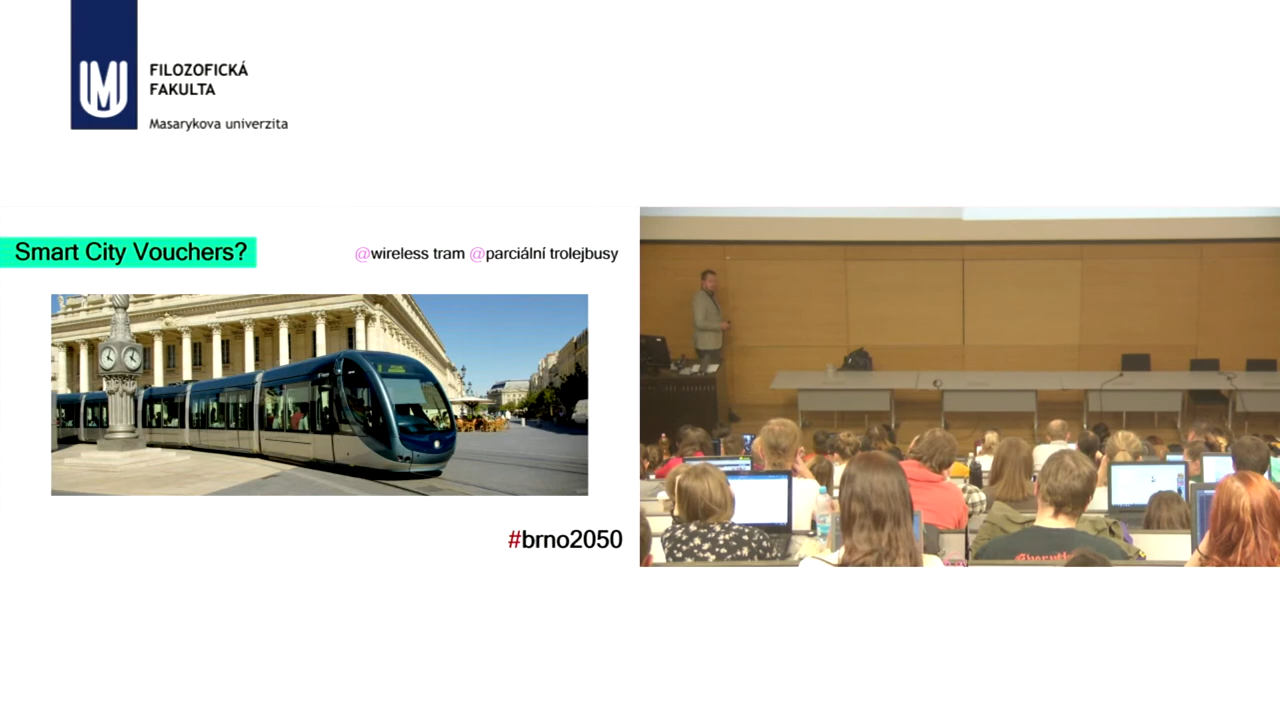 FILOZOFICKÁ
FAKULTA
Masarykova univerzita
Smart City Vouchers?
@wireless tram @parciální trolejbusy
#brno2050